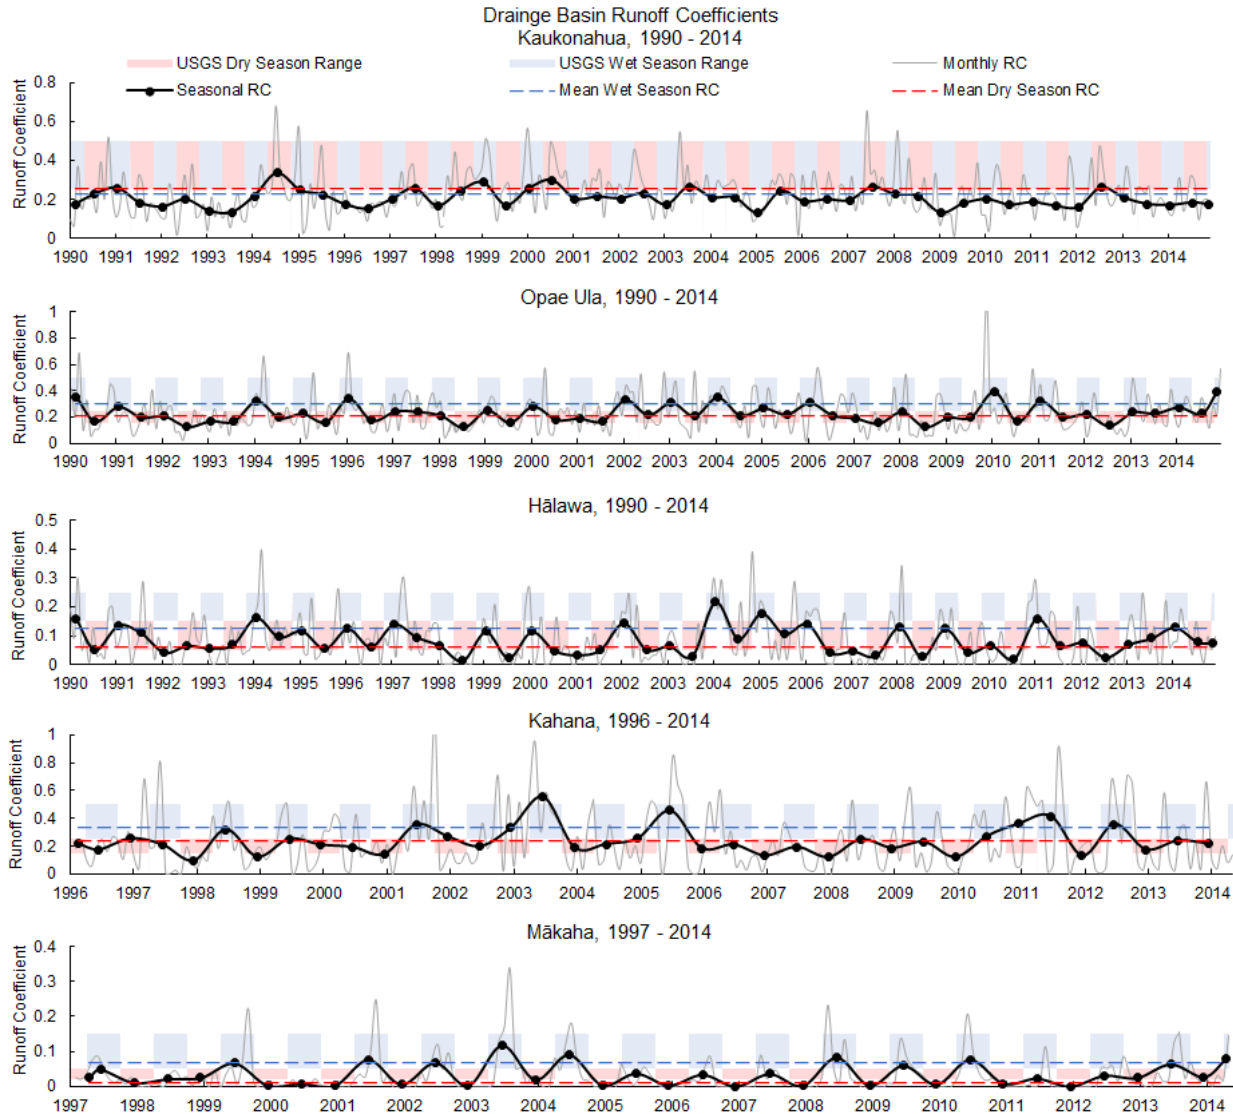 Drainge Basin Runoff Coefficients
Kaukonahua, 1990 - 2014
USGS Dry Season Range USGS Wet Season Range Monthly RC
Seasonal RC Mean Wet Season RC Mean Dry Season RC
Runoff Coefficient
0.8
0.6
0.4
0.2
0
1990 1991 1992 1993 1994 1995 1996 1997 1998 1999 2000 2001 2002 2003 2004 2005 2006 2007 2008 2009 2010 2011 2012 2013 2014
Opae Ula, 1990 - 2014
Runoff Coefficient
1
0.8
0.6
0.4
0.2
0
1990 1991 1992 1993 1994 1995 1996 1997 1998 1999 2000 2001 2002 2003 2004 2005 2006 2007 2008 2009 2010 2011 2012 2013 2014
Hālawa, 1990 - 2014
Runoff Coefficient
0.5
0.4
0.3
0.2
0.1
0
1990 1991 1992 1993 1994 1995 1996 1997 1998 1999 2000 2001 2002 2003 2004 2005 2006 2007 2008 2009 2010 2011 2012 2013 2014
Kahana, 1996 - 2014
Runoff Coefficient
1
0.8
0.6
0.4
0.2
0
1996 1997 1998 1999 2000 2001 2002 2003 2004 2005 2006 2007 2008 2009 2010 2011 2012 2013 2014
Mākaha, 1997 - 2014
Runoff Coefficient
0.4
0.3
0.2
0.1
0
1997 1998 1999 2000 2001 2002 2003 2004 2005 2006 2007 2008 2009 2010 2011 2012 2013 2014